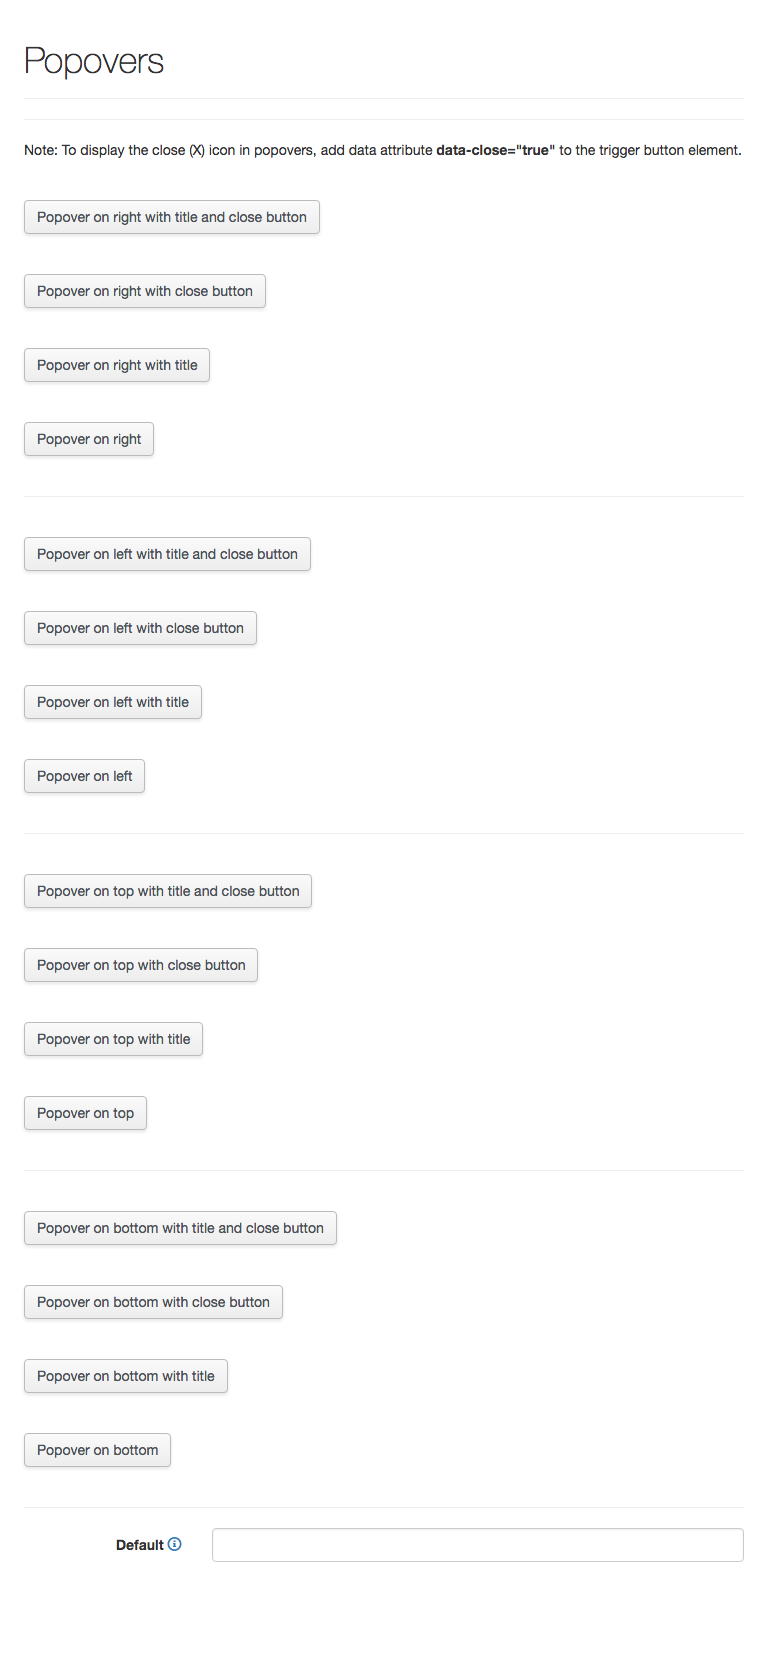 Popovers
Note: To display the close (X) icon in popovers, add data attribute data-close="true" to the trigger button element.
Popover on right with title and close button
Popover on right with close button
Popover on right with title
Popover on right
Popover on left with title and close button
Popover on left with close button
Popover on left with title
Popover on left
Popover on top with title and close button
Popover on top with close button
Popover on top with title
Popover on top
Popover on bottom with title and close button
Popover on bottom with close button
Popover on bottom with title
Popover on bottom
Default